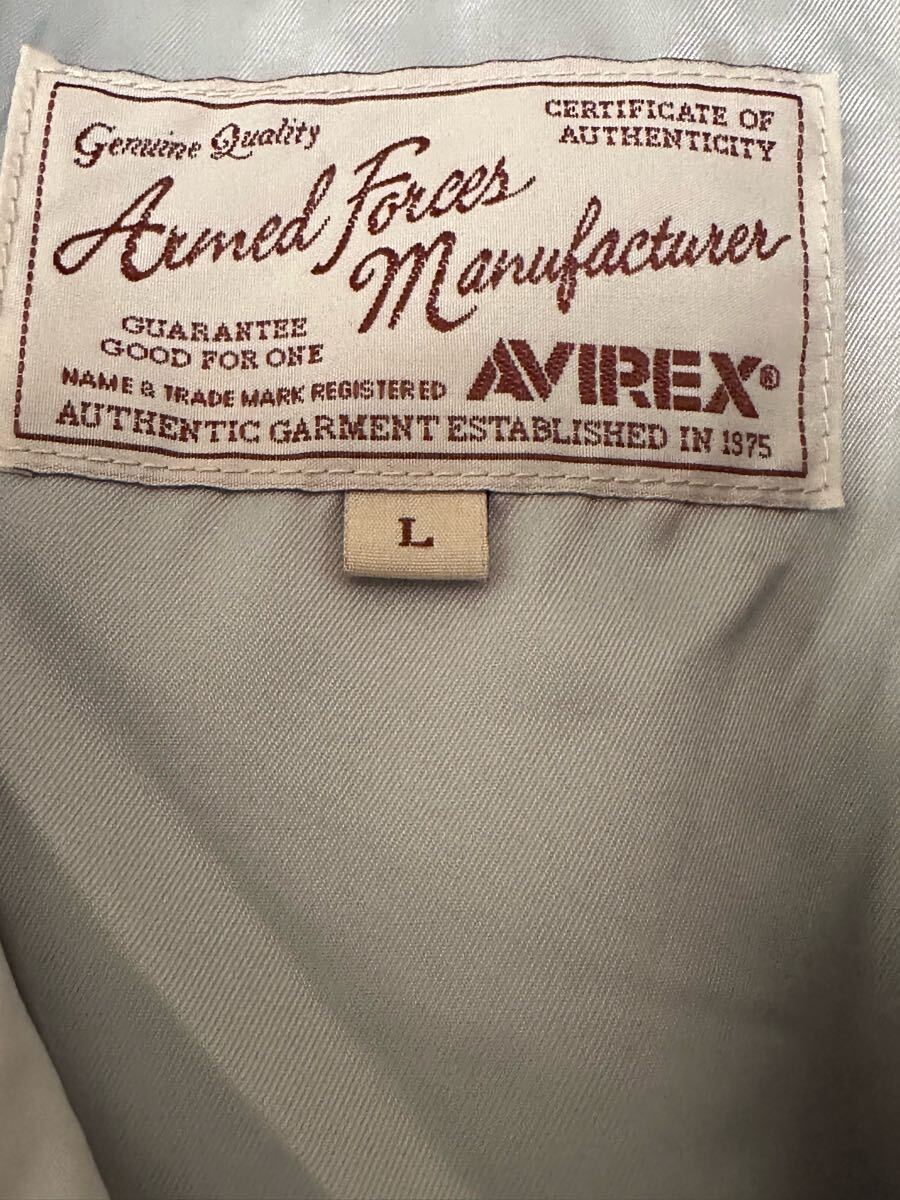 Genuine Quality
CERTIFICATE OF
AUTHENTICITY
Armed Forces
Manufacturer
GUARANTEE
GOOD FOR ONE
NAME & TRADE MARK REGISTERED
AVIREX®
AUTHENTIC GARMENT ESTABLISHED IN 1975
L